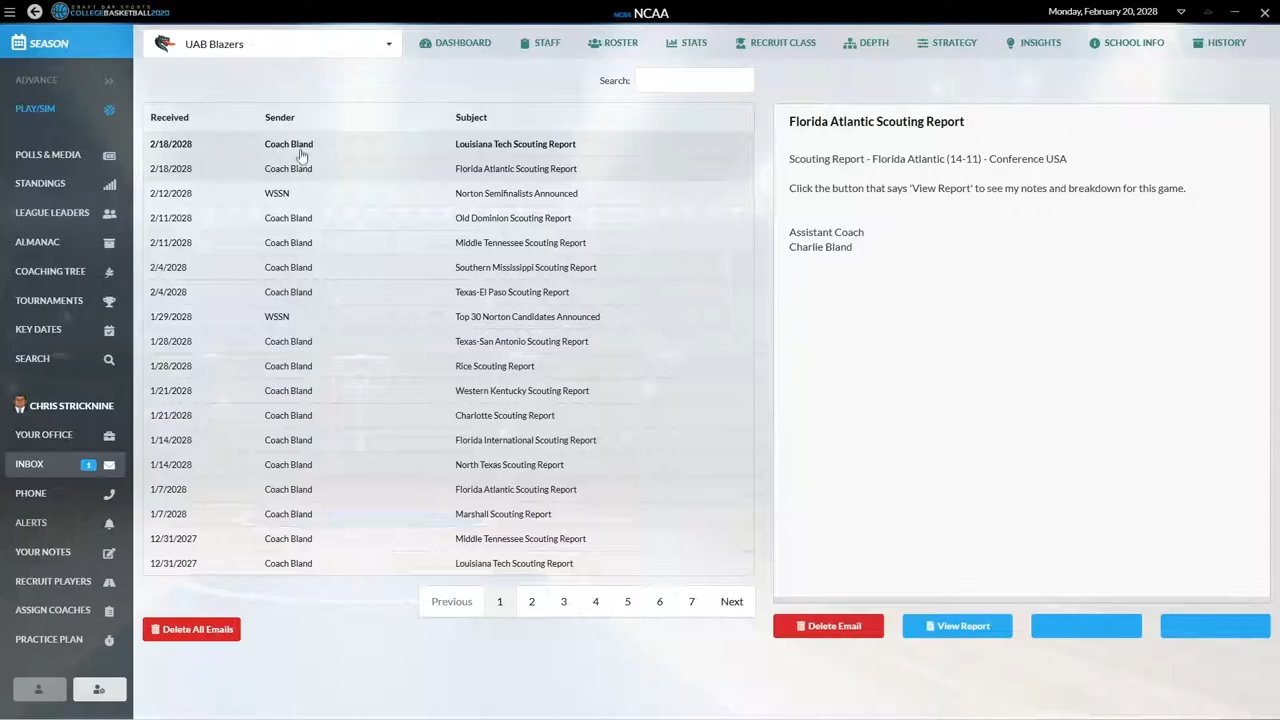 DRAFT DAY SPORTS
COLLEGEBASKETBALL2020
NCAA NCAA
Monday, February 20, 2028
SEASON
UAB Blazers
DASHBOARD
STAFF
ROSTER
STATS
RECRUIT CLASS
DEPTH
STRATEGY
INSIGHTS
SCHOOL INFO
HISTORY
ADVANCE
PLAY/SIM
POLLS & MEDIA
STANDINGS
LEAGUE LEADERS
ALMANAC
COACHING TREE
TOURNAMENTS
KEY DATES
SEARCH
CHRIS STRICKNINE
YOUR OFFICE
INBOX 1
PHONE
ALERTS
YOUR NOTES
RECRUIT PLAYERS
ASSIGN COACHES
PRACTICE PLAN
Search:
Received Sender Subject
2/18/2028 Coach Bland Louisiana Tech Scouting Report
2/18/2028 Coach Bland Florida Atlantic Scouting Report
2/12/2028 WSSN Norton Semifinalists Announced
2/11/2028 Coach Bland Old Dominion Scouting Report
2/11/2028 Coach Bland Middle Tennessee Scouting Report
2/4/2028 Coach Bland Southern Mississippi Scouting Report
2/4/2028 Coach Bland Texas-El Paso Scouting Report
1/29/2028 WSSN Top 30 Norton Candidates Announced
1/28/2028 Coach Bland Texas-San Antonio Scouting Report
1/28/2028 Coach Bland Rice Scouting Report
1/21/2028 Coach Bland Western Kentucky Scouting Report
1/21/2028 Coach Bland Charlotte Scouting Report
1/14/2028 Coach Bland Florida International Scouting Report
1/14/2028 Coach Bland North Texas Scouting Report
1/7/2028 Coach Bland Florida Atlantic Scouting Report
1/7/2028 Coach Bland Marshall Scouting Report
12/31/2027 Coach Bland Middle Tennessee Scouting Report
12/31/2027 Coach Bland Louisiana Tech Scouting Report
Previous 1 2 3 4 5 6 7 Next
Delete All Emails
Florida Atlantic Scouting Report
Scouting Report - Florida Atlantic (14-11) - Conference USA
Click the button that says 'View Report' to see my notes and breakdown for this game.
Assistant Coach
Charlie Bland
Delete Email
View Report